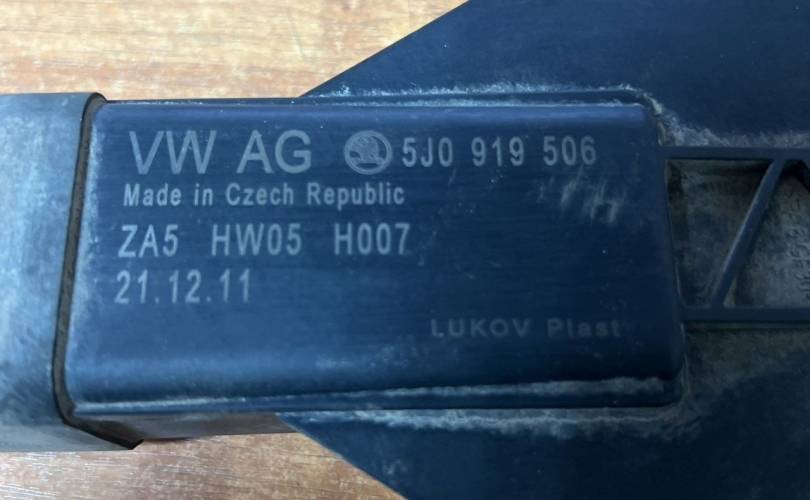 VW AG 5J0 919 506
Made in Czech Republic
ZA5 HW05 H007
21.12.11
LUKOV Plast